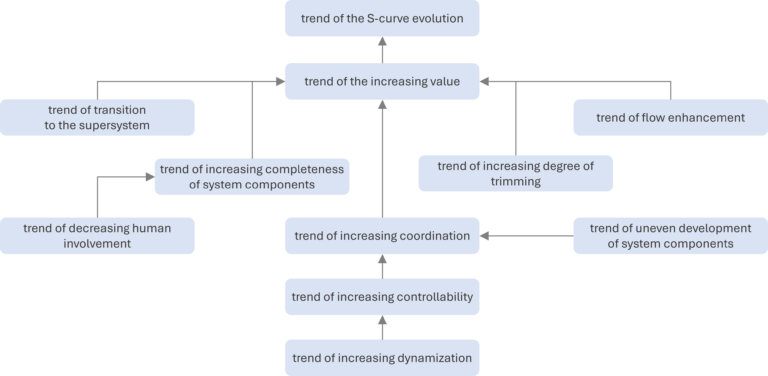 trend of the S-curve evolution
trend of the increasing value
trend of transition
to the supersystem
trend of flow enhancement
trend of increasing completeness
of system components
trend of increasing degree of
trimming
trend of decreasing human
involvement
trend of increasing coordination
trend of uneven development
of system components
trend of increasing controllability
trend of increasing dynamization